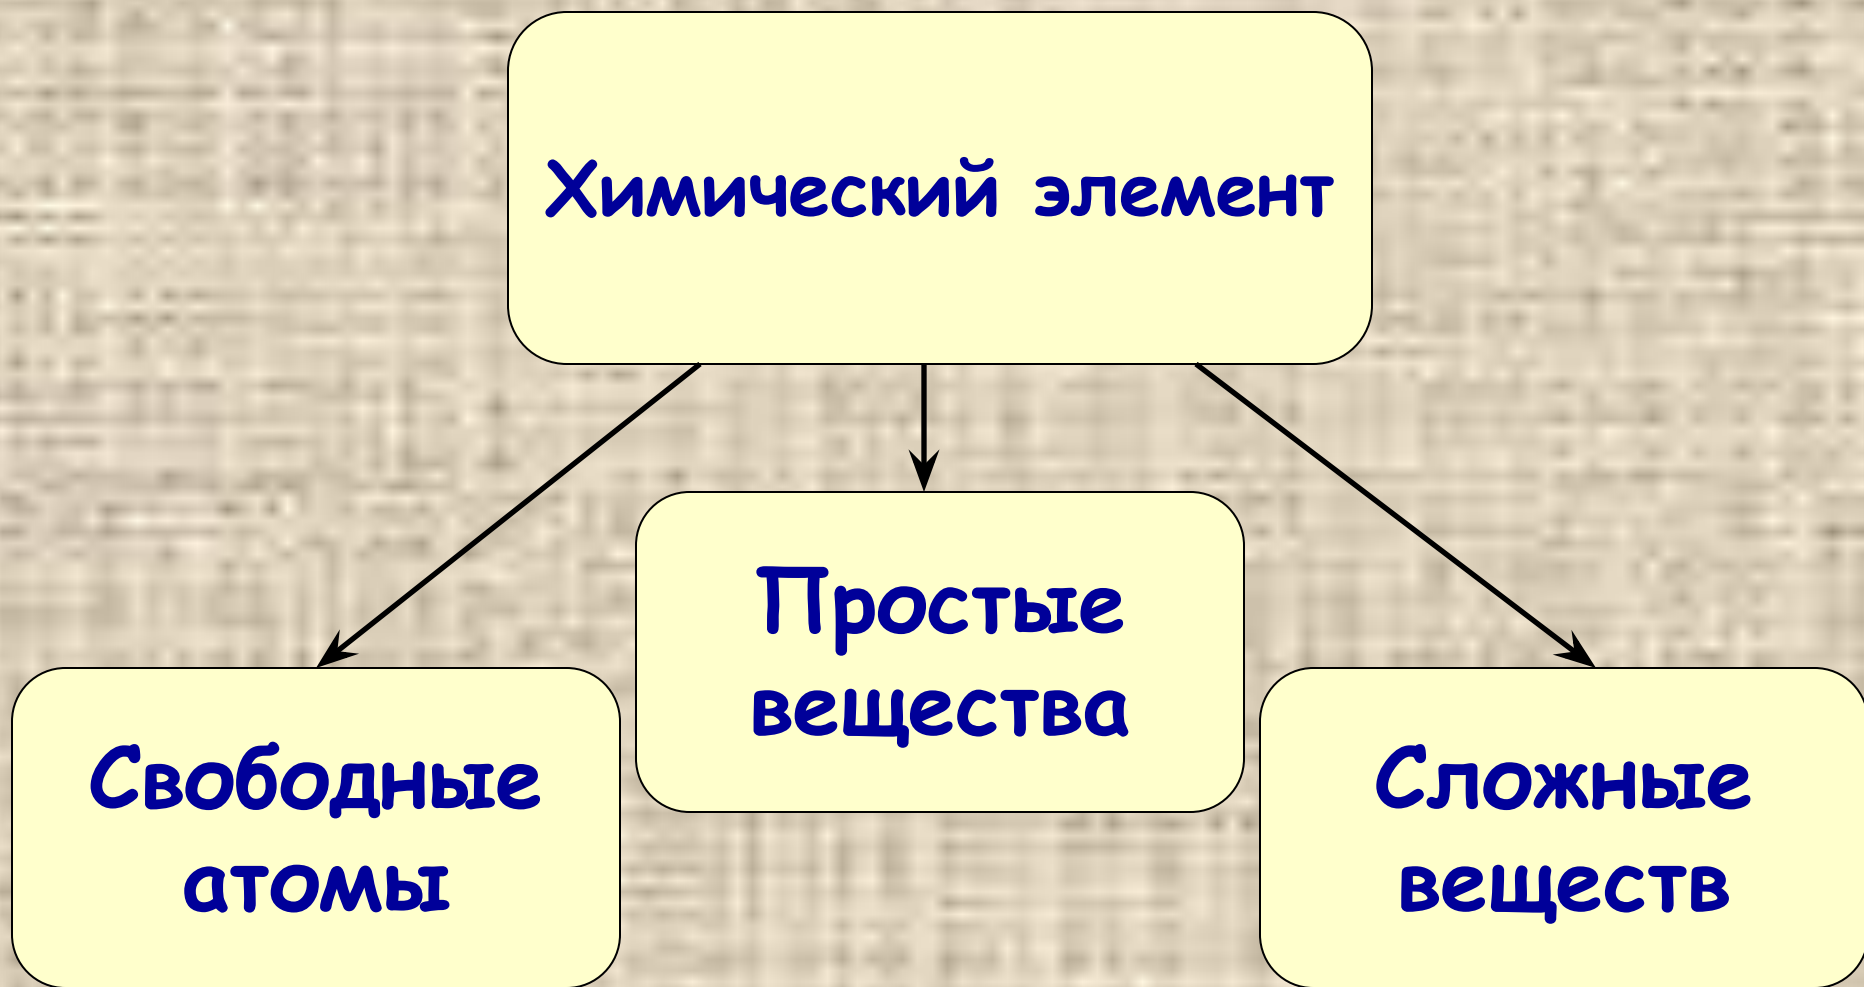 Химический элемент
Простые
вещества
Свободные
атомы
Сложные
веществ